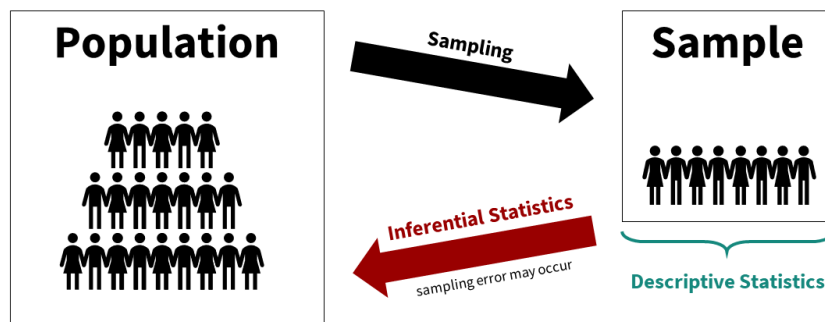 Population
Sampling
Sample
Inferential Statistics
sampling error may occur
Descriptive Statistics